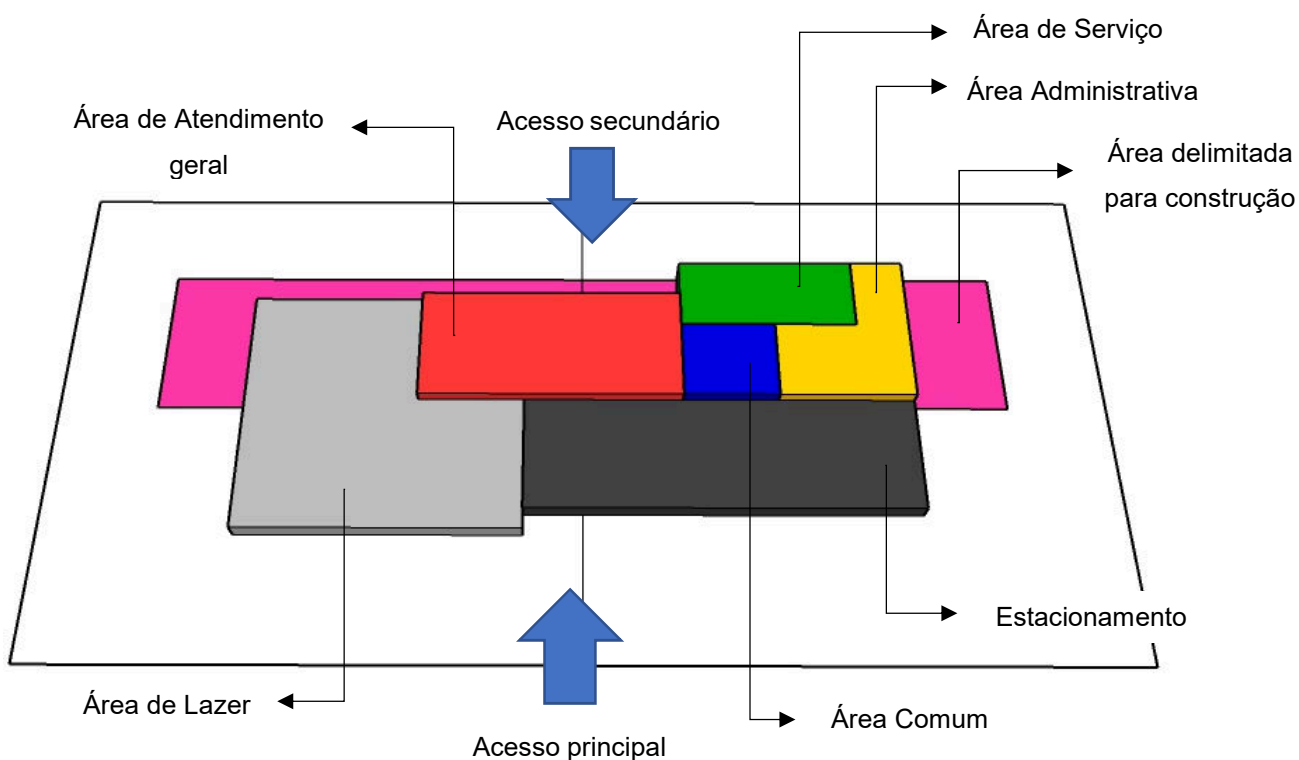 Área de Serviço
Área Administrativa
Área de Atendimento
geral
Acesso secundário
Área delimitada
para construção
Estacionamento
Área de Lazer
Área Comum
Acesso principal